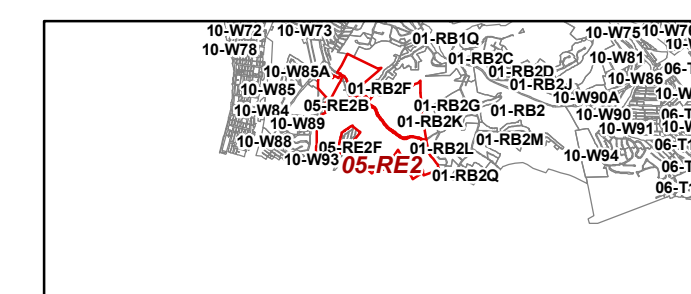 10-W72 10-W73 01-RB1Q 10-W75
10-W78 01-RB2C 10-W81
10-W85A 01-RB2D 10-W86
10-W85 01-RB2F 01-RB2J 10-W90A
10-W84 05-RE2B 01-RB2G 01-RB2 10-W90
10-W89 01-RB2K 10-W91
10-W88 05-RE2F 01-RB2L 01-RB2M 10-W94
10-W93 05-RE2 01-RB2Q